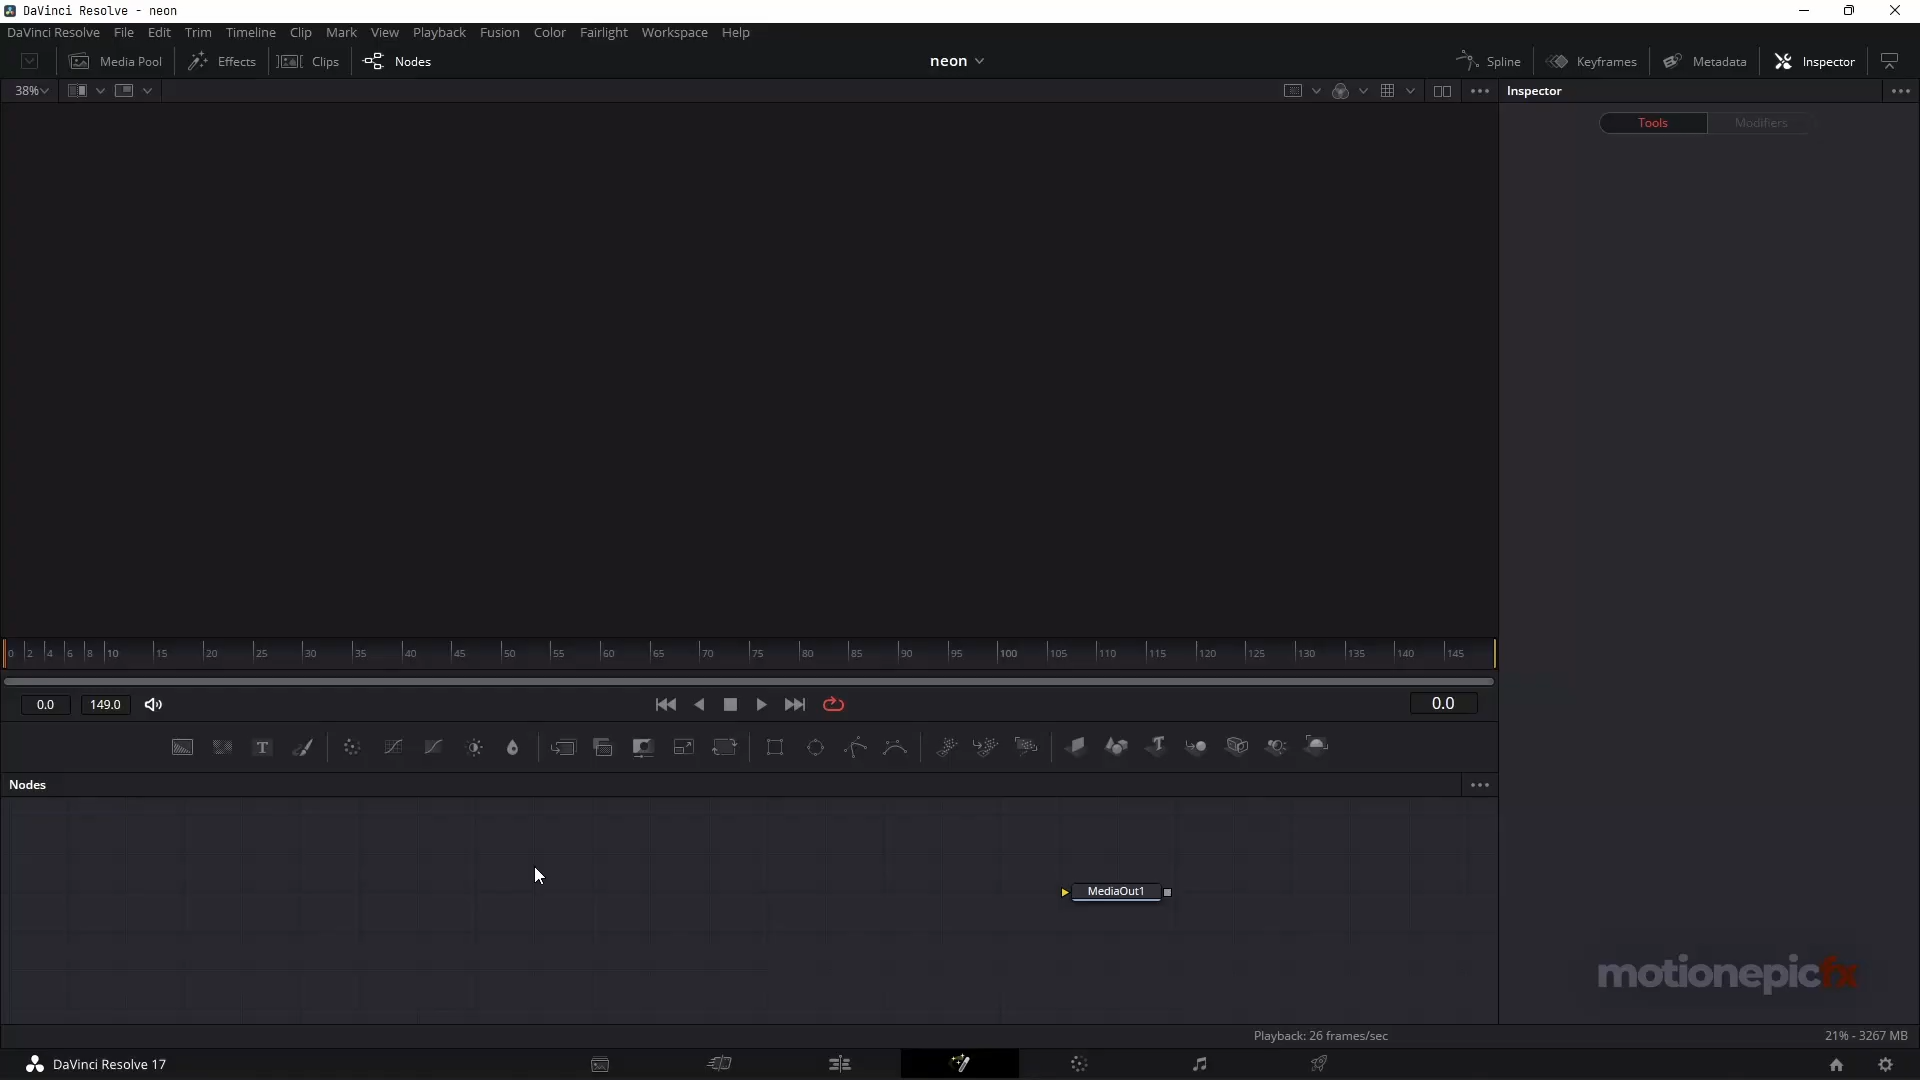 DaVinci Resolve - neon
DaVinci Resolve File Edit Trim Timeline Clip Mark View Playback Fusion Color Fairlight Workspace Help
Media Pool Effects Clips Nodes neon Spline Keyframes Metadata Inspector
38% Inspector
Tools Modifiers
0 2 4 6 8 10 15 20 25 30 35 40 45 50 55 60 65 70 75 80 85 90 95 100 105 110 115 120 125 130 135 140 145
0.0 149.0 0.0
T T
Nodes
MediaOut1
motionepicfx
Playback: 26 frames/sec 21% - 3267 MB
DaVinci Resolve 17